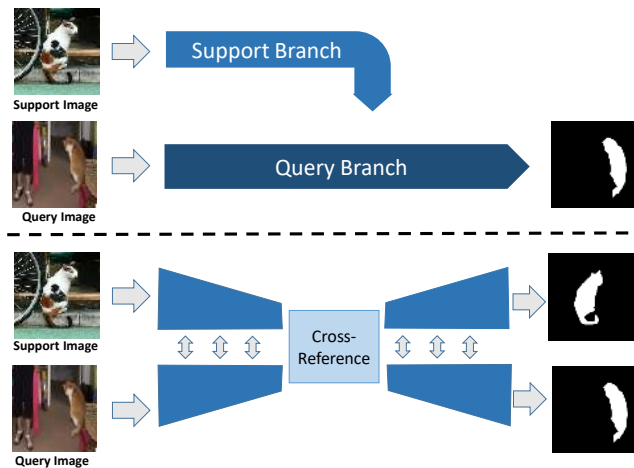 Support Branch
Support Image
Query Branch
Query Image
Support Image
Cross-
Reference
Query Image